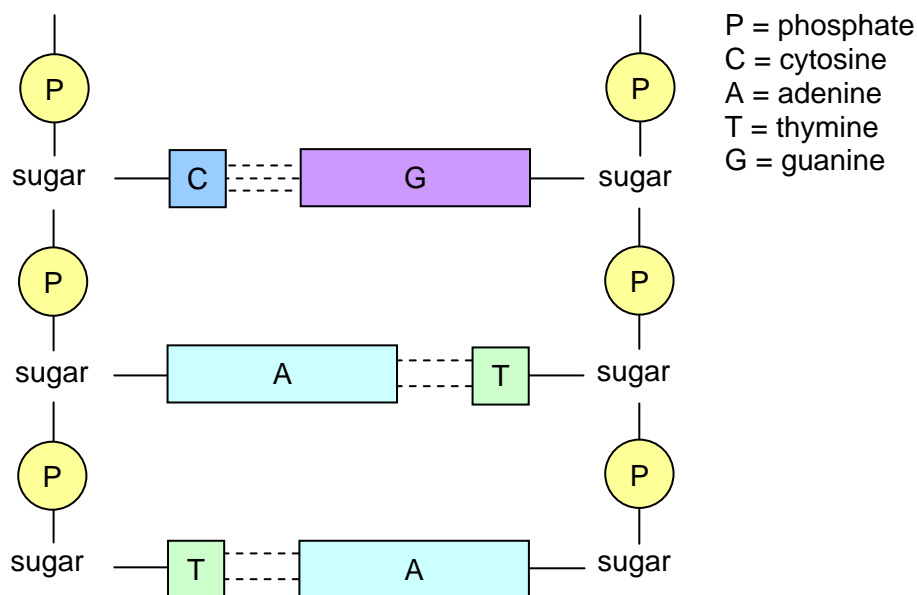 P = phosphate
C = cytosine
A = adenine
T = thymine
G = guanine
P P
sugar C G sugar
P P
sugar A T sugar
P P
sugar T A sugar